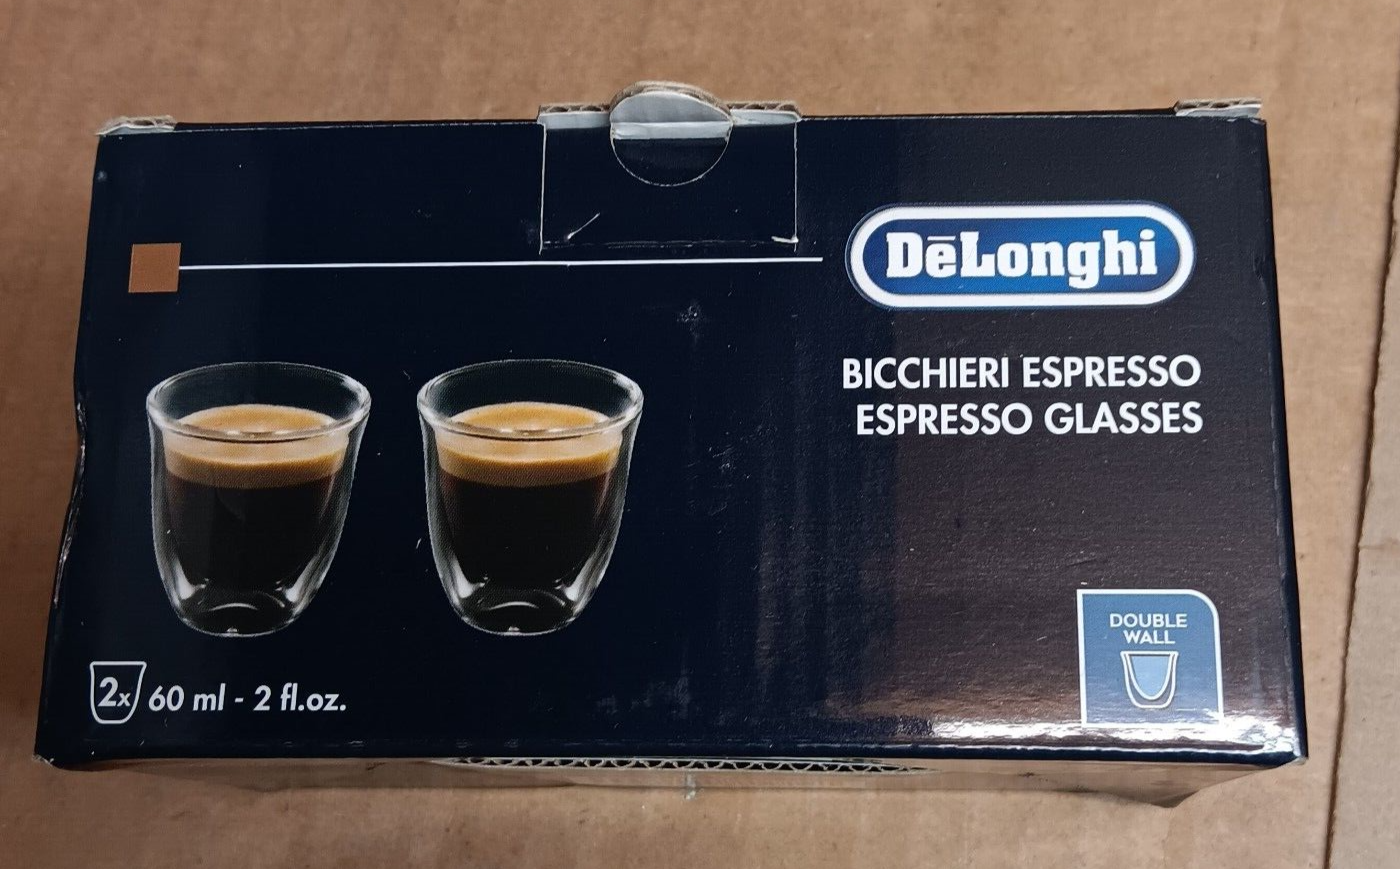 DēLonghi
BICCHIERI ESPRESSO
ESPRESSO GLASSES
DOUBLE
WALL
2x 60 ml - 2 fl.oz.